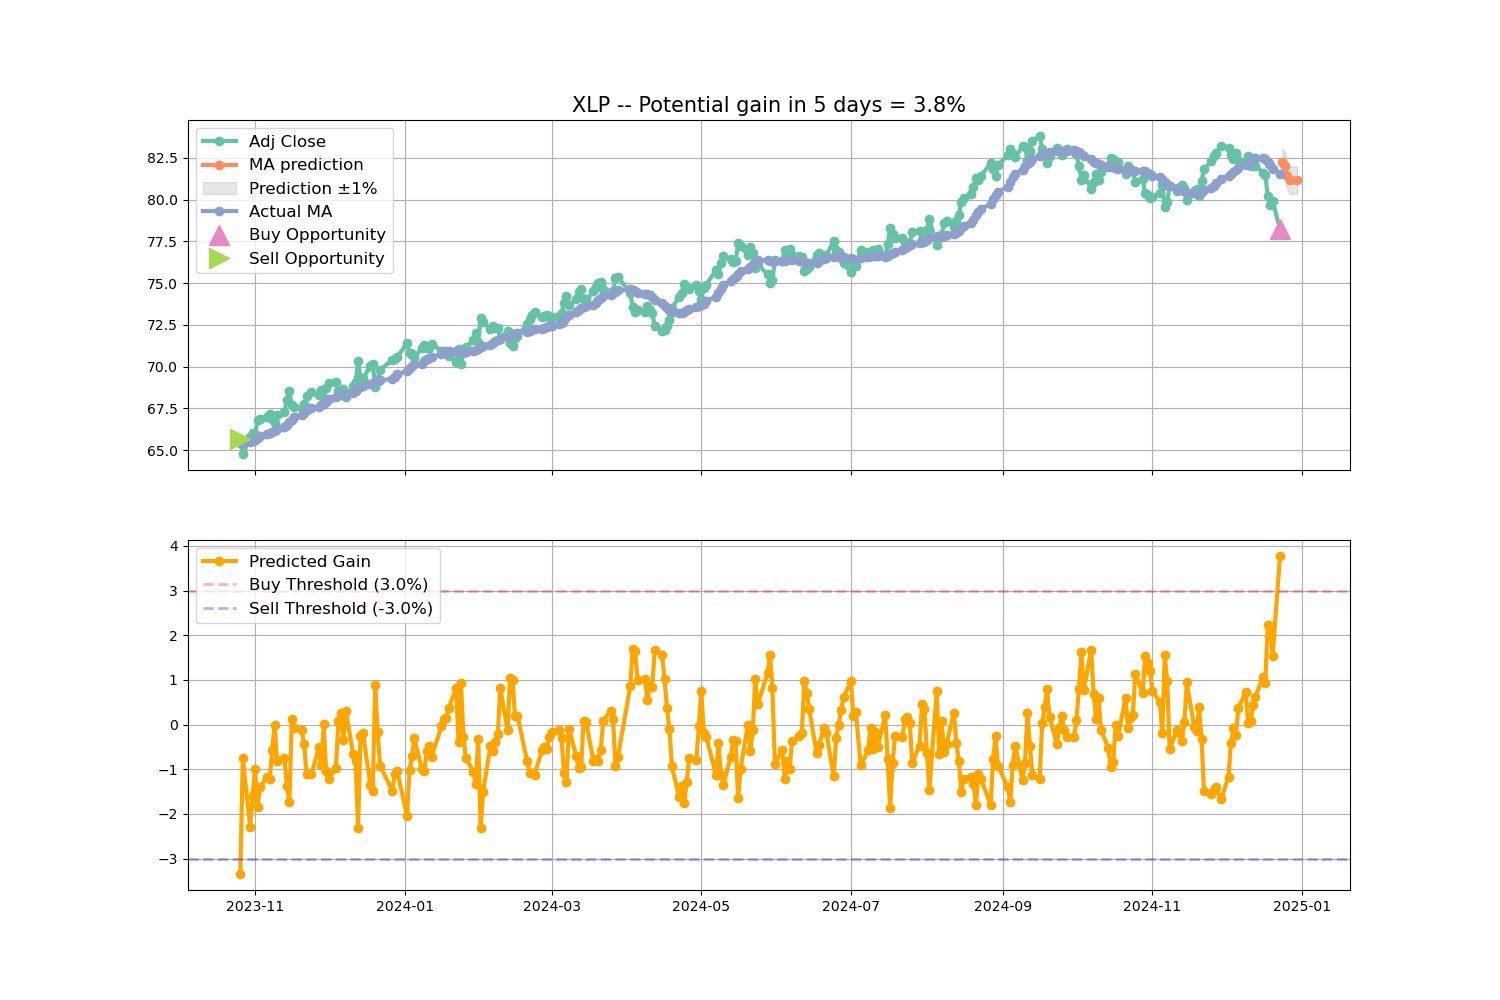 XLP -- Potential gain in 5 days = 3.8%
Adj Close
MA prediction
Prediction ±1%
Actual MA
Buy Opportunity
Sell Opportunity
82.5
80.0
77.5
75.0
72.5
70.0
67.5
65.0
Predicted Gain
Buy Threshold (3.0%)
Sell Threshold (-3.0%)
4
3
2
1
0
−1
−2
−3
2023-11
2024-01
2024-03
2024-05
2024-07
2024-09
2024-11
2025-01